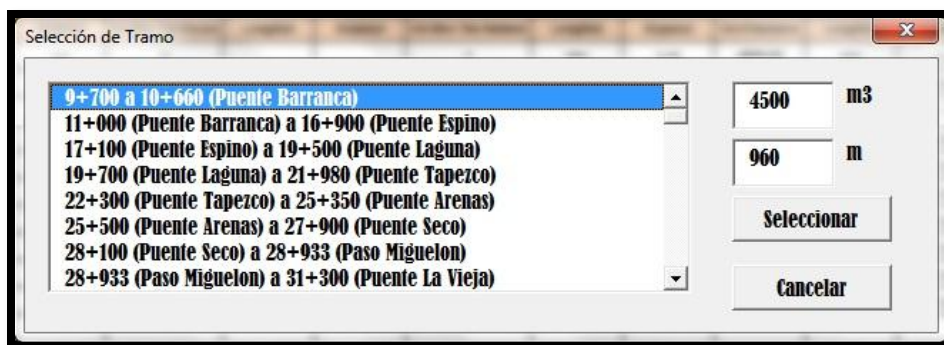 Selección de Tramo
9+700 a 10+660 (Puente Barranca)
11+000 (Puente Barranca) a 16+900 (Puente Espino)
17+100 (Puente Espino) a 19+500 (Puente Laguna)
19+700 (Puente Laguna) a 21+980 (Puente Tapezco)
22+300 (Puente Tapezco) a 25+350 (Puente Arenas)
25+500 (Puente Arenas) a 27+900 (Puente Seco)
28+100 (Puente Seco) a 28+933 (Paso Miguelon)
28+933 (Paso Miguelon) a 31+300 (Puente La Vieja)
4500 m3
960 m
Seleccionar
Cancelar